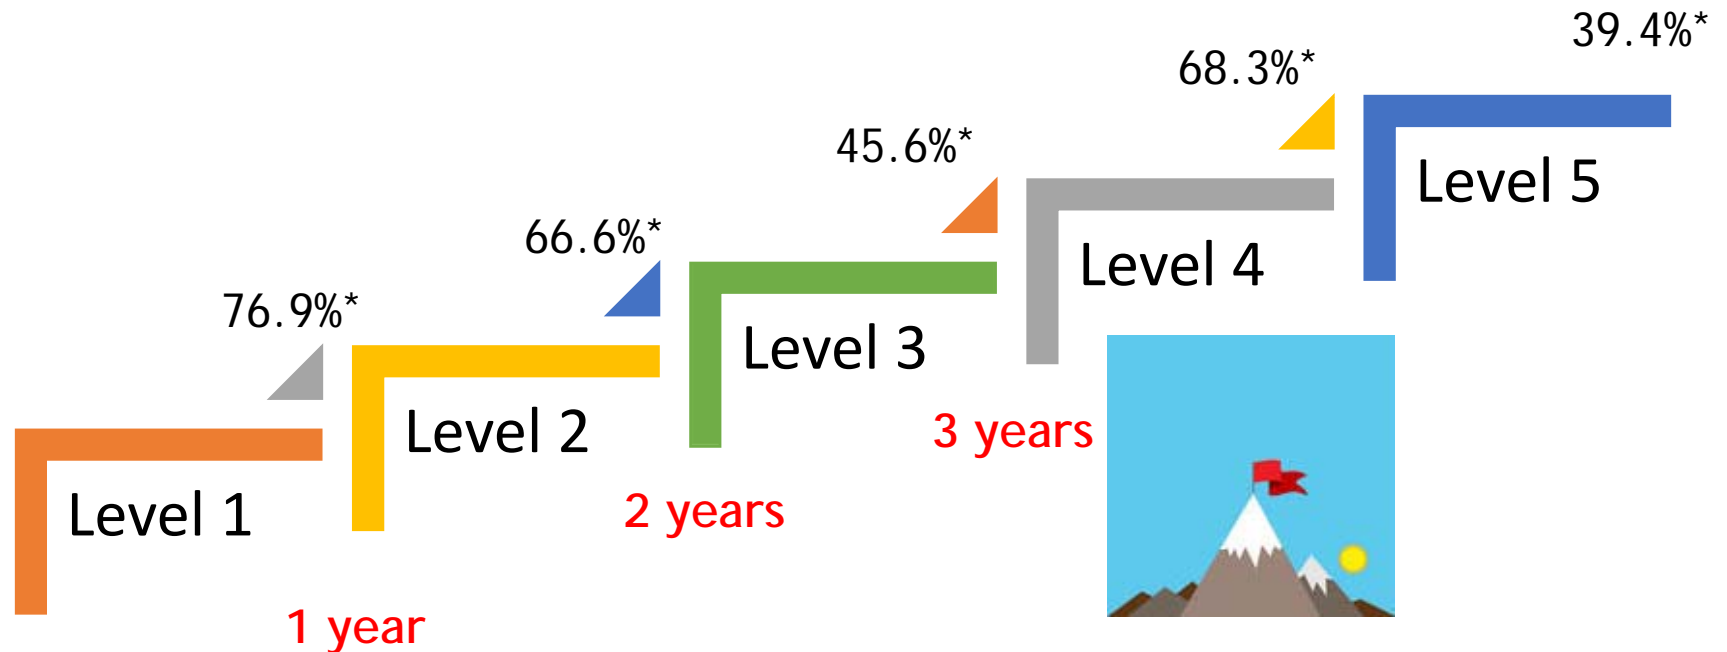 39.4%*
68.3%*
45.6%*
Level 5
66.6%*
Level 4
76.9%*
Level 3
Level 2
3 years
Level 1
2 years
1 year